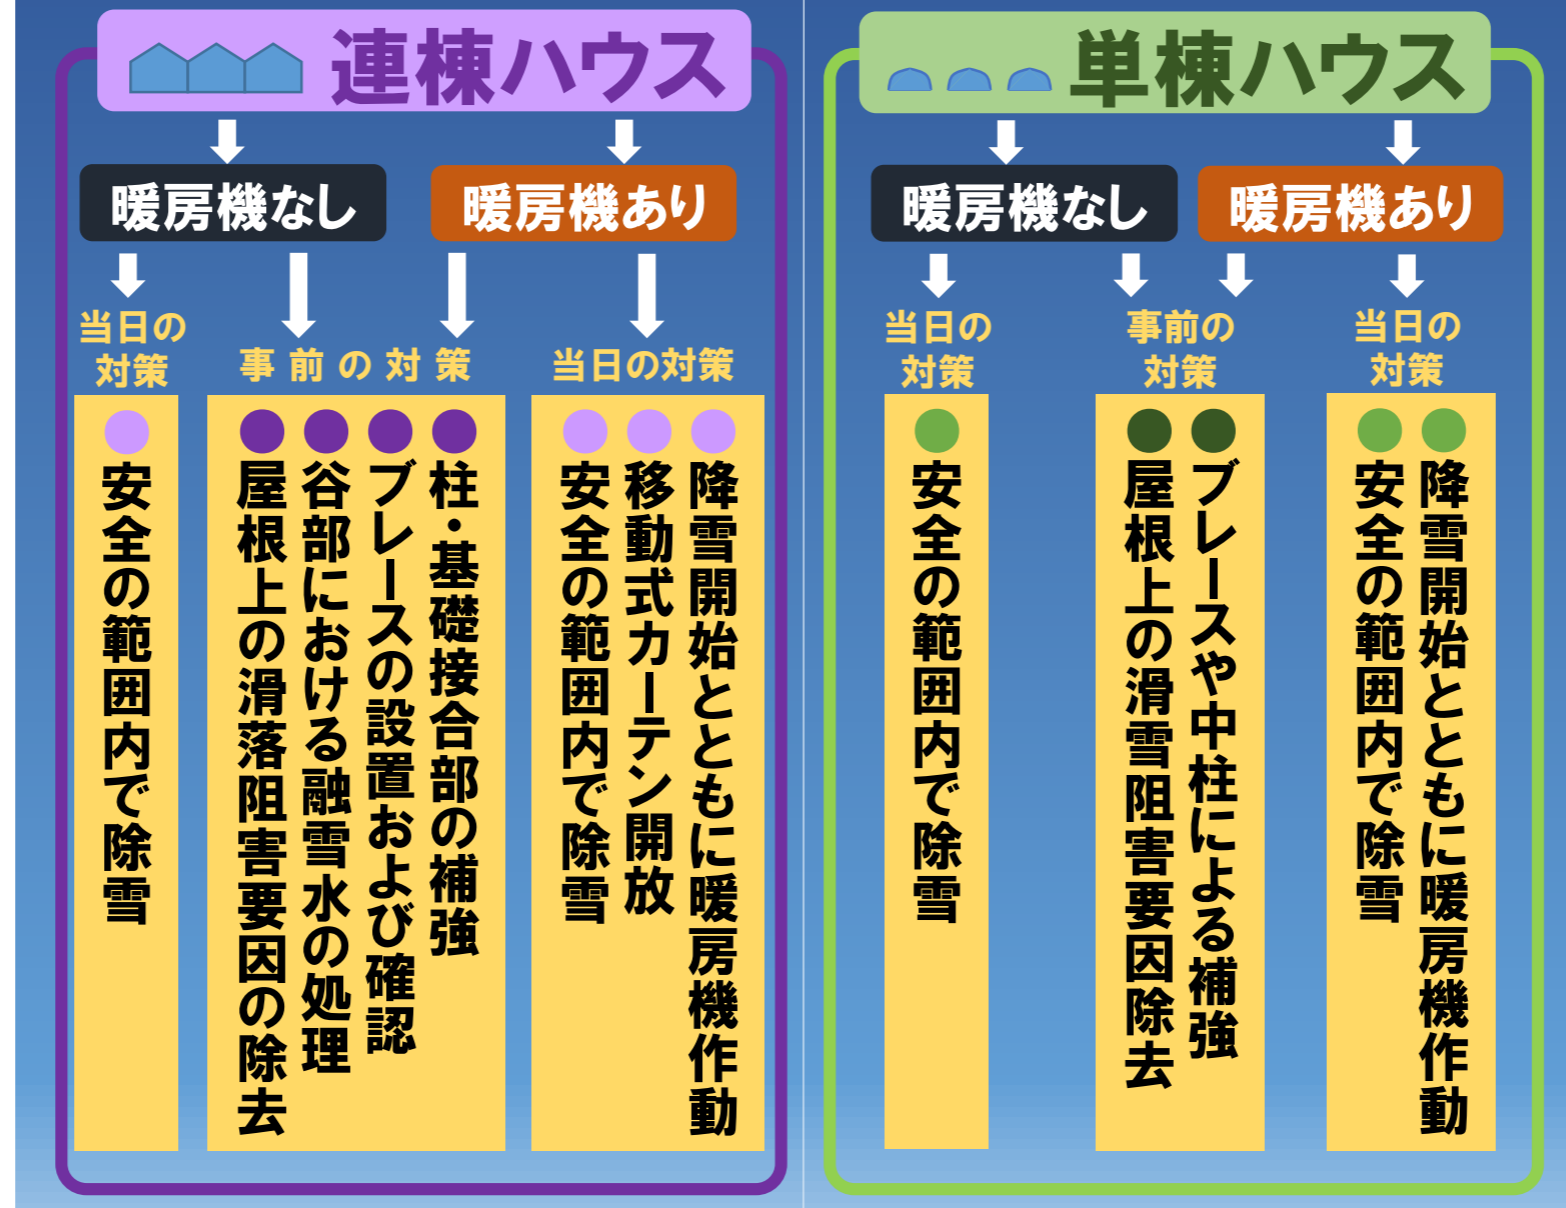 連棟ハウス
暖房機なし
暖房機あり
当日の
対策
事前の対策
当日の対策
安全の範囲内で除雪
柱・基礎接合部の補強
ブレースの設置および確認
谷部における融雪水の処理
屋根上の滑落阻害要因の除去
降雪開始とともに暖房機作動
移動式カーテン開放
安全の範囲内で除雪
単棟ハウス
暖房機なし
暖房機あり
当日の
対策
事前の
対策
当日の
対策
安全の範囲内で除雪
ブレースや中柱による補強
屋根上の滑雪阻害要因除去
降雪開始とともに暖房機作動
安全の範囲内で除雪